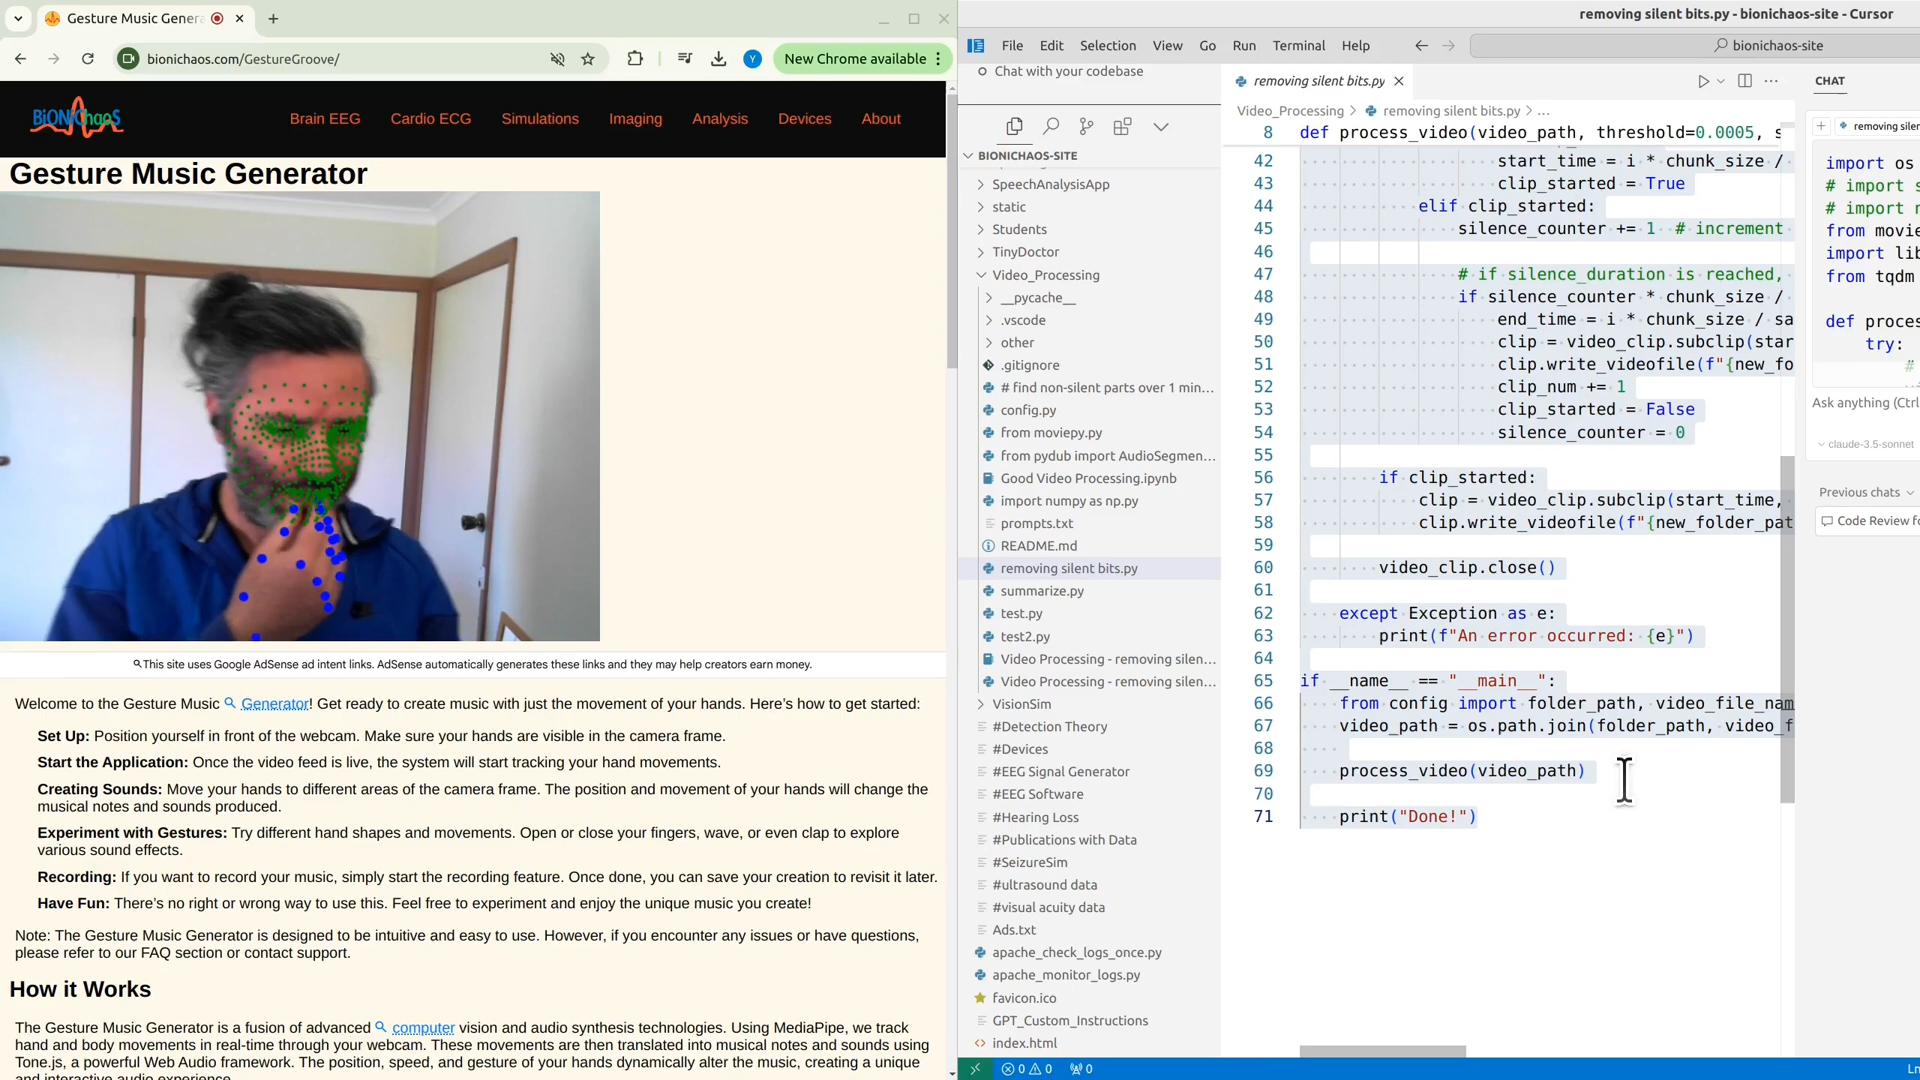 Gesture Music Genera
bionichaos.com/GestureGroove/
New Chrome available
BiONiChaoS
Brain EEG
Cardio ECG
Simulations
Imaging
Analysis
Devices
About
Gesture Music Generator
This site uses Google AdSense ad intent links. AdSense automatically generates these links and they may help creators earn money.
Welcome to the Gesture Music Generator! Get ready to create music with just the movement of your hands. Here's how to get started:
Set Up: Position yourself in front of the webcam. Make sure your hands are visible in the camera frame.
Start the Application: Once the video feed is live, the system will start tracking your hand movements.
Creating Sounds: Move your hands to different areas of the camera frame. The position and movement of your hands will change the
musical notes and sounds produced.
Experiment with Gestures: Try different hand shapes and movements. Open or close your fingers, wave, or even clap to explore
various sound effects.
Recording: If you want to record your music, simply start the recording feature. Once done, you can save your creation to revisit it later.
Have Fun: There's no right or wrong way to use this. Feel free to experiment and enjoy the unique music you create!
Note: The Gesture Music Generator is designed to be intuitive and easy to use. However, if you encounter any issues or have questions,
please refer to our FAQ section or contact support.
How it Works
The Gesture Music Generator is a fusion of advanced computer vision and audio synthesis technologies. Using MediaPipe, we track
hand and body movements in real-time through your webcam. These movements are then translated into musical notes and sounds using
Tone.js, a powerful Web Audio framework. The position, speed, and gesture of your hands dynamically alter the music, creating a unique
and interactive audio experience.
removing silent bits.py - bionichaos-site - Cursor
File Edit Selection View Go Run Terminal Help
bionichaos-site
Chat with your codebase
BIONICHAOS-SITE
SpeechAnalysisApp
static
Students
TinyDoctor
Video_Processing
__pycache__
.vscode
other
.gitignore
# find non-silent parts over 1 min...
config.py
from moviepy.py
from pydub import AudioSegmen...
Good Video Processing.ipynb
import numpy as np.py
prompts.txt
README.md
removing silent bits.py
summarize.py
test.py
test2.py
Video Processing - removing silen...
Video Processing - removing silen...
VisionSim
#Detection Theory
#Devices
#EEG Signal Generator
#EEG Software
#Hearing Loss
#Publications with Data
#SeizureSim
#ultrasound data
#visual acuity data
Ads.txt
apache_check_logs_once.py
apache_monitor_logs.py
favicon.ico
GPT_Custom_Instructions
index.html
removing silent bits.py
Video_Processing > removing silent bits.py > ...
8 def process_video(video_path, threshold=0.0005, s
42 start_time = i * chunk_size /
43 clip_started = True
44 elif clip_started:
45 silence_counter += 1 # increment
46
47 # if silence_duration is reached,
48 if silence_counter * chunk_size /
49 end_time = i * chunk_size / sa
50 clip = video_clip.subclip(star
51 clip.write_videofile(f"{new_fo
52 clip_num += 1
53 clip_started = False
54 silence_counter = 0
55
56 if clip_started:
57 clip = video_clip.subclip(start_time,
58 clip.write_videofile(f"{new_folder_pat
59
60 video_clip.close()
61
62 except Exception as e:
63 print(f"An error occurred: {e}")
64
65 if __name__ == "__main__":
66 from config import folder_path, video_file_nam
67 video_path = os.path.join(folder_path, video_f
68
69 process_video(video_path)
70
71 print("Done!")
CHAT
removing siler
import os
# import s
# import r
from movie
import lib
from tqdm
def proces
try:
#
Ask anything (Ctrl
claude-3.5-sonnet
Previous chats
Code Review fo
0 0 0
Ln